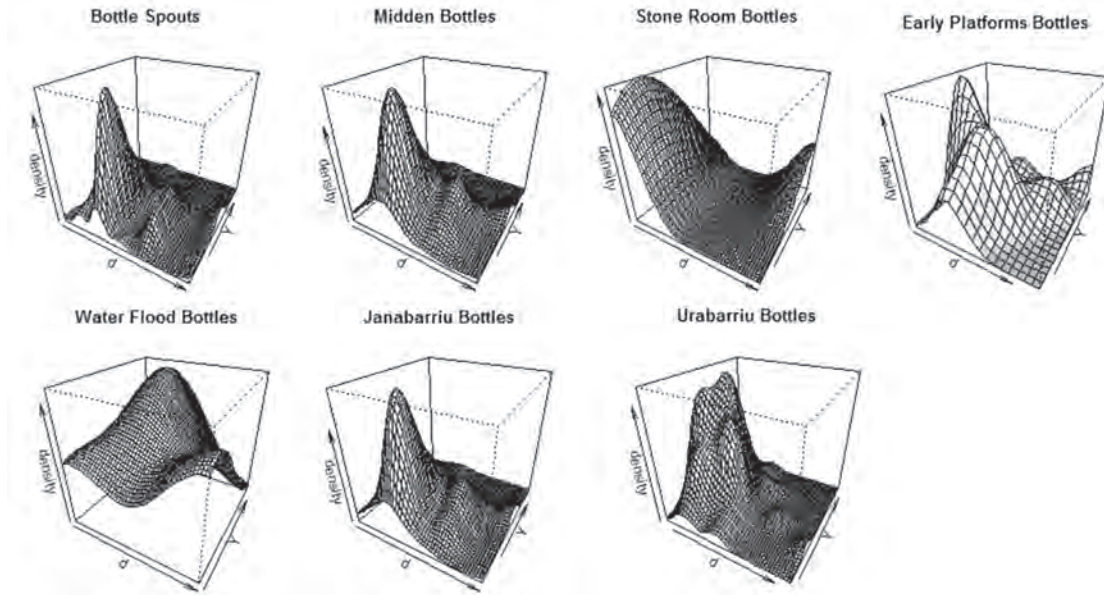 Bottle Spouts
Midden Bottles
Stone Room Bottles
Early Platforms Bottles
density
d
density
d
density
d
density
d
Water Flood Bottles
Janabarriu Bottles
Urabarriu Bottles
density
d
density
d
density
d